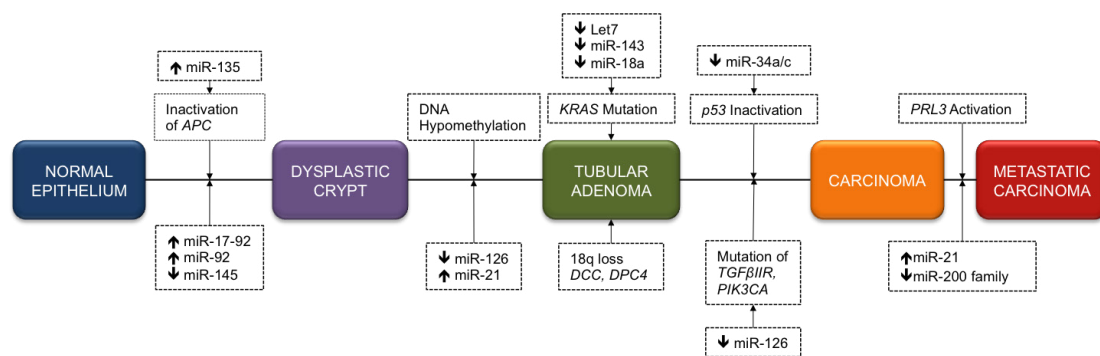 🡩 miR-135
Inactivation
of APC
NORMAL
EPITHELIUM
↑ miR-17-92
↑ miR-92
↓ miR-145
DYSPLASTIC
CRYPT
DNA
Hypomethylation
↓ miR-126
↑ miR-21
↓ Let7
↓ miR-143
↓ miR-18a
KRAS Mutation
TUBULAR
ADENOMA
18q loss
DCC, DPC4
↓ miR-34a/c
p53 Inactivation
Mutation of
TGFβIIR,
PIK3CA
↓ miR-126
CARCINOMA
PRL3 Activation
↑miR-21
↓miR-200 family
METASTATIC
CARCINOMA